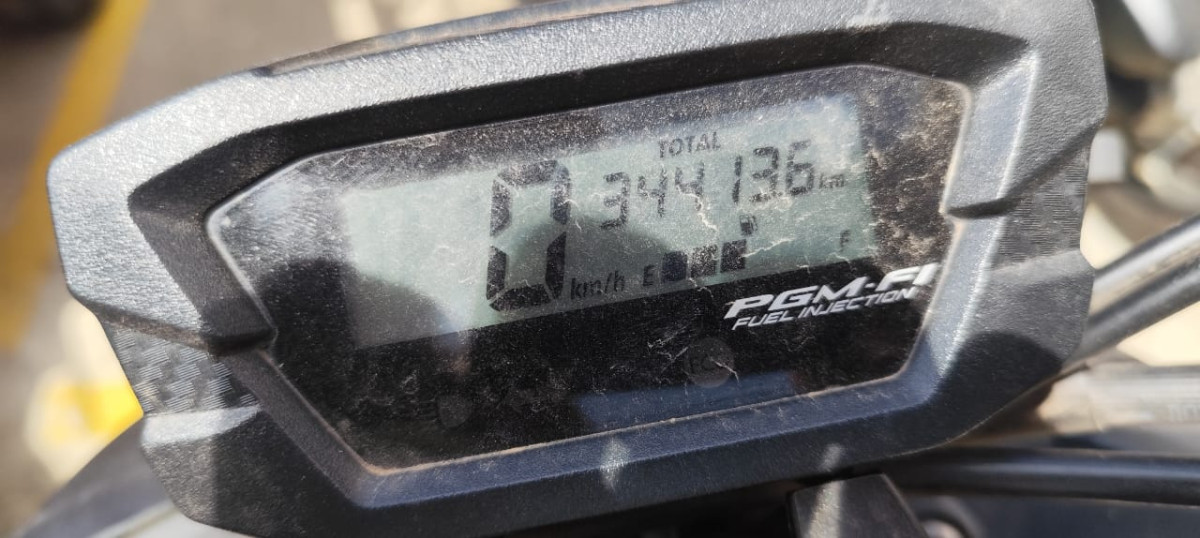 TOTAL
0 34413.6 km
km/h E F
PGM-FI
FUEL INJECTION